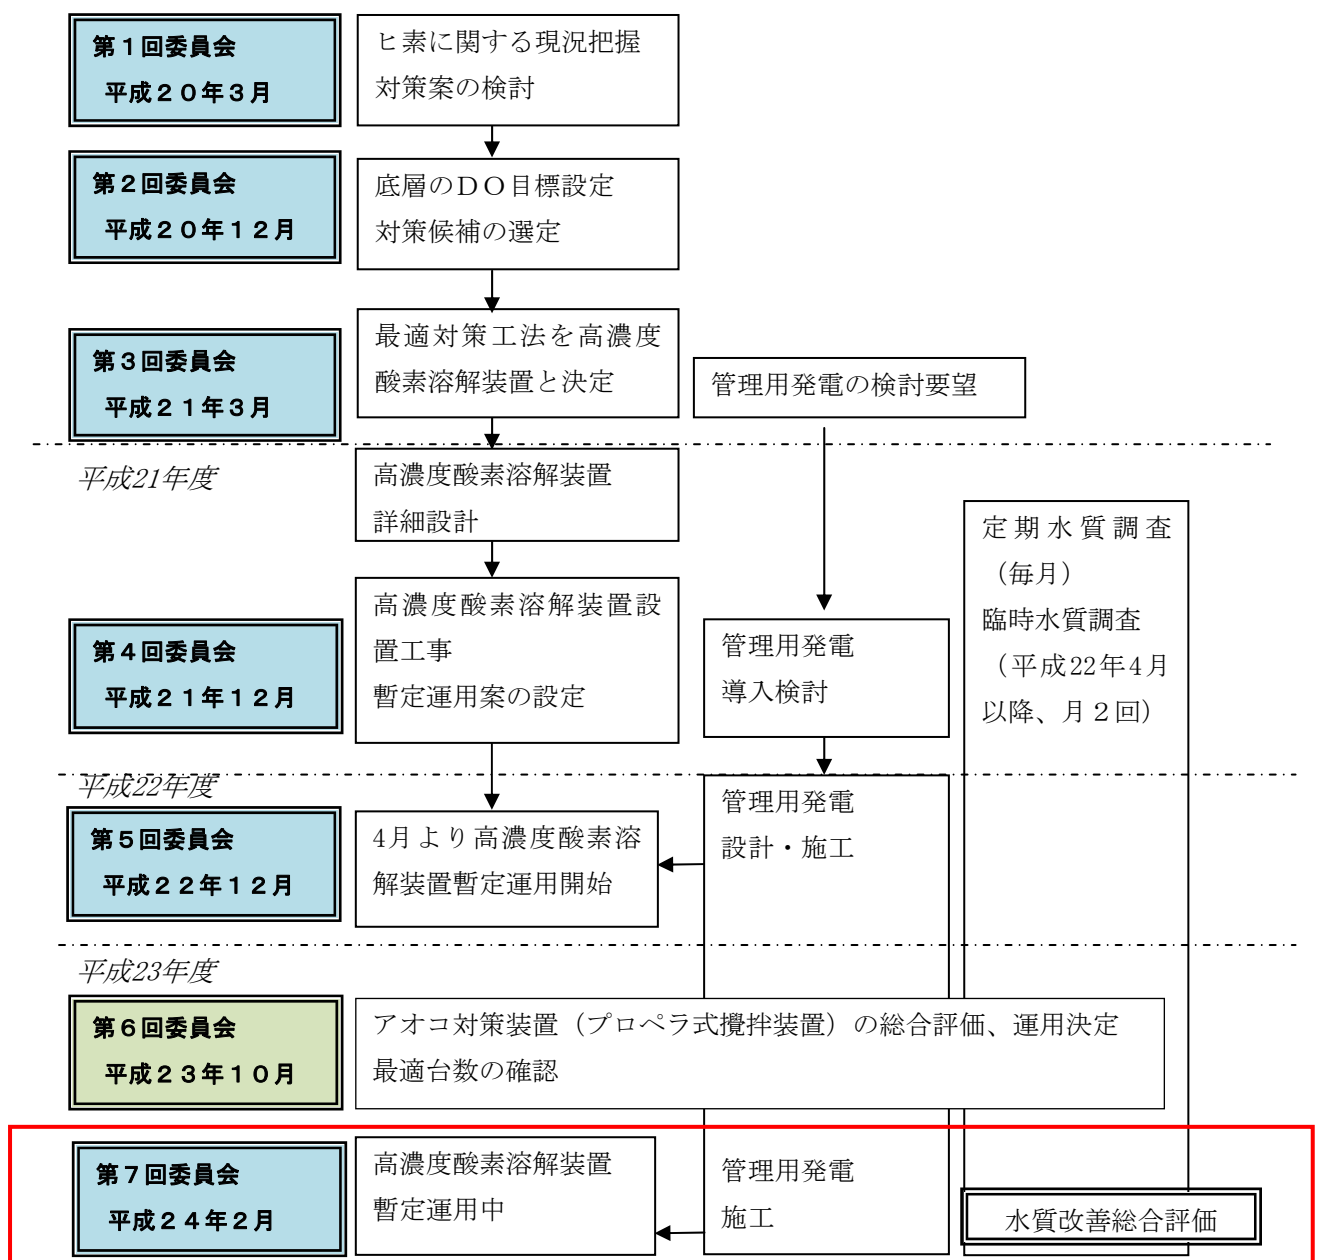 第１回委員会
平成２０年３月
ヒ素に関する現況把握
対策案の検討
第２回委員会
平成２０年１２月
底層のＤＯ目標設定
対策候補の選定
第３回委員会
平成２１年３月
最適対策工法を高濃度
酸素溶解装置と決定
管理用発電の検討要望
平成21年度
高濃度酸素溶解装置
詳細設計
定期水質調査
（毎月）
臨時水質調査
（平成22年4月
以降、月２回）
第４回委員会
平成２１年１２月
高濃度酸素溶解装置設
置工事
暫定運用案の設定
管理用発電
導入検討
平成22年度
第５回委員会
平成２２年１２月
4月より高濃度酸素溶
解装置暫定運用開始
管理用発電
設計・施工
平成23年度
第６回委員会
平成２３年１０月
アオコ対策装置（プロペラ式攪拌装置）の総合評価、運用決定
最適台数の確認
第７回委員会
平成２４年２月
高濃度酸素溶解装置
暫定運用中
管理用発電
施工
水質改善総合評価